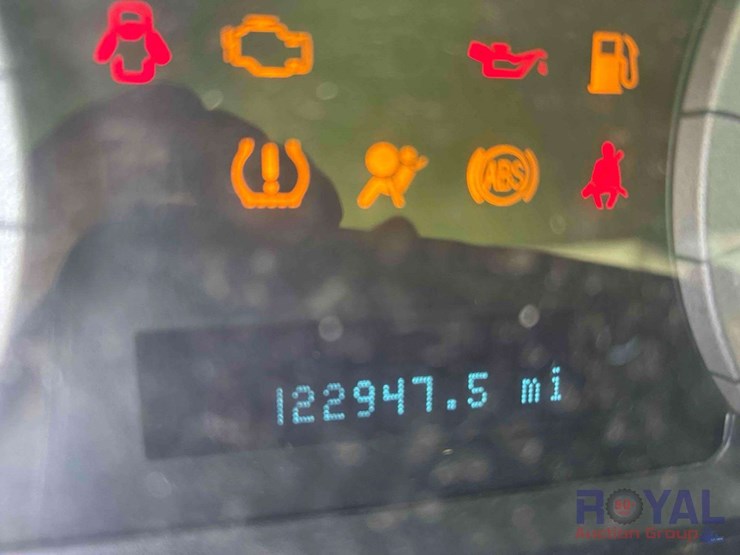 ABS
122947.5 mi
ROYAL
Auction Group